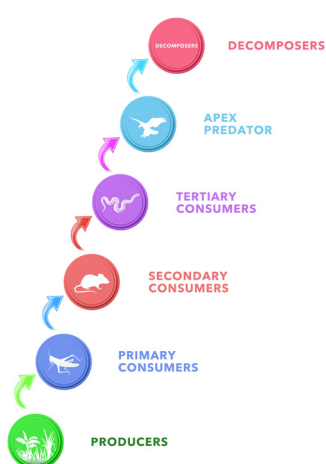 DECOMPOSERS
DECOMPOSERS
APEX
PREDATOR
TERTIARY
CONSUMERS
SECONDARY
CONSUMERS
PRIMARY
CONSUMERS
PRODUCERS